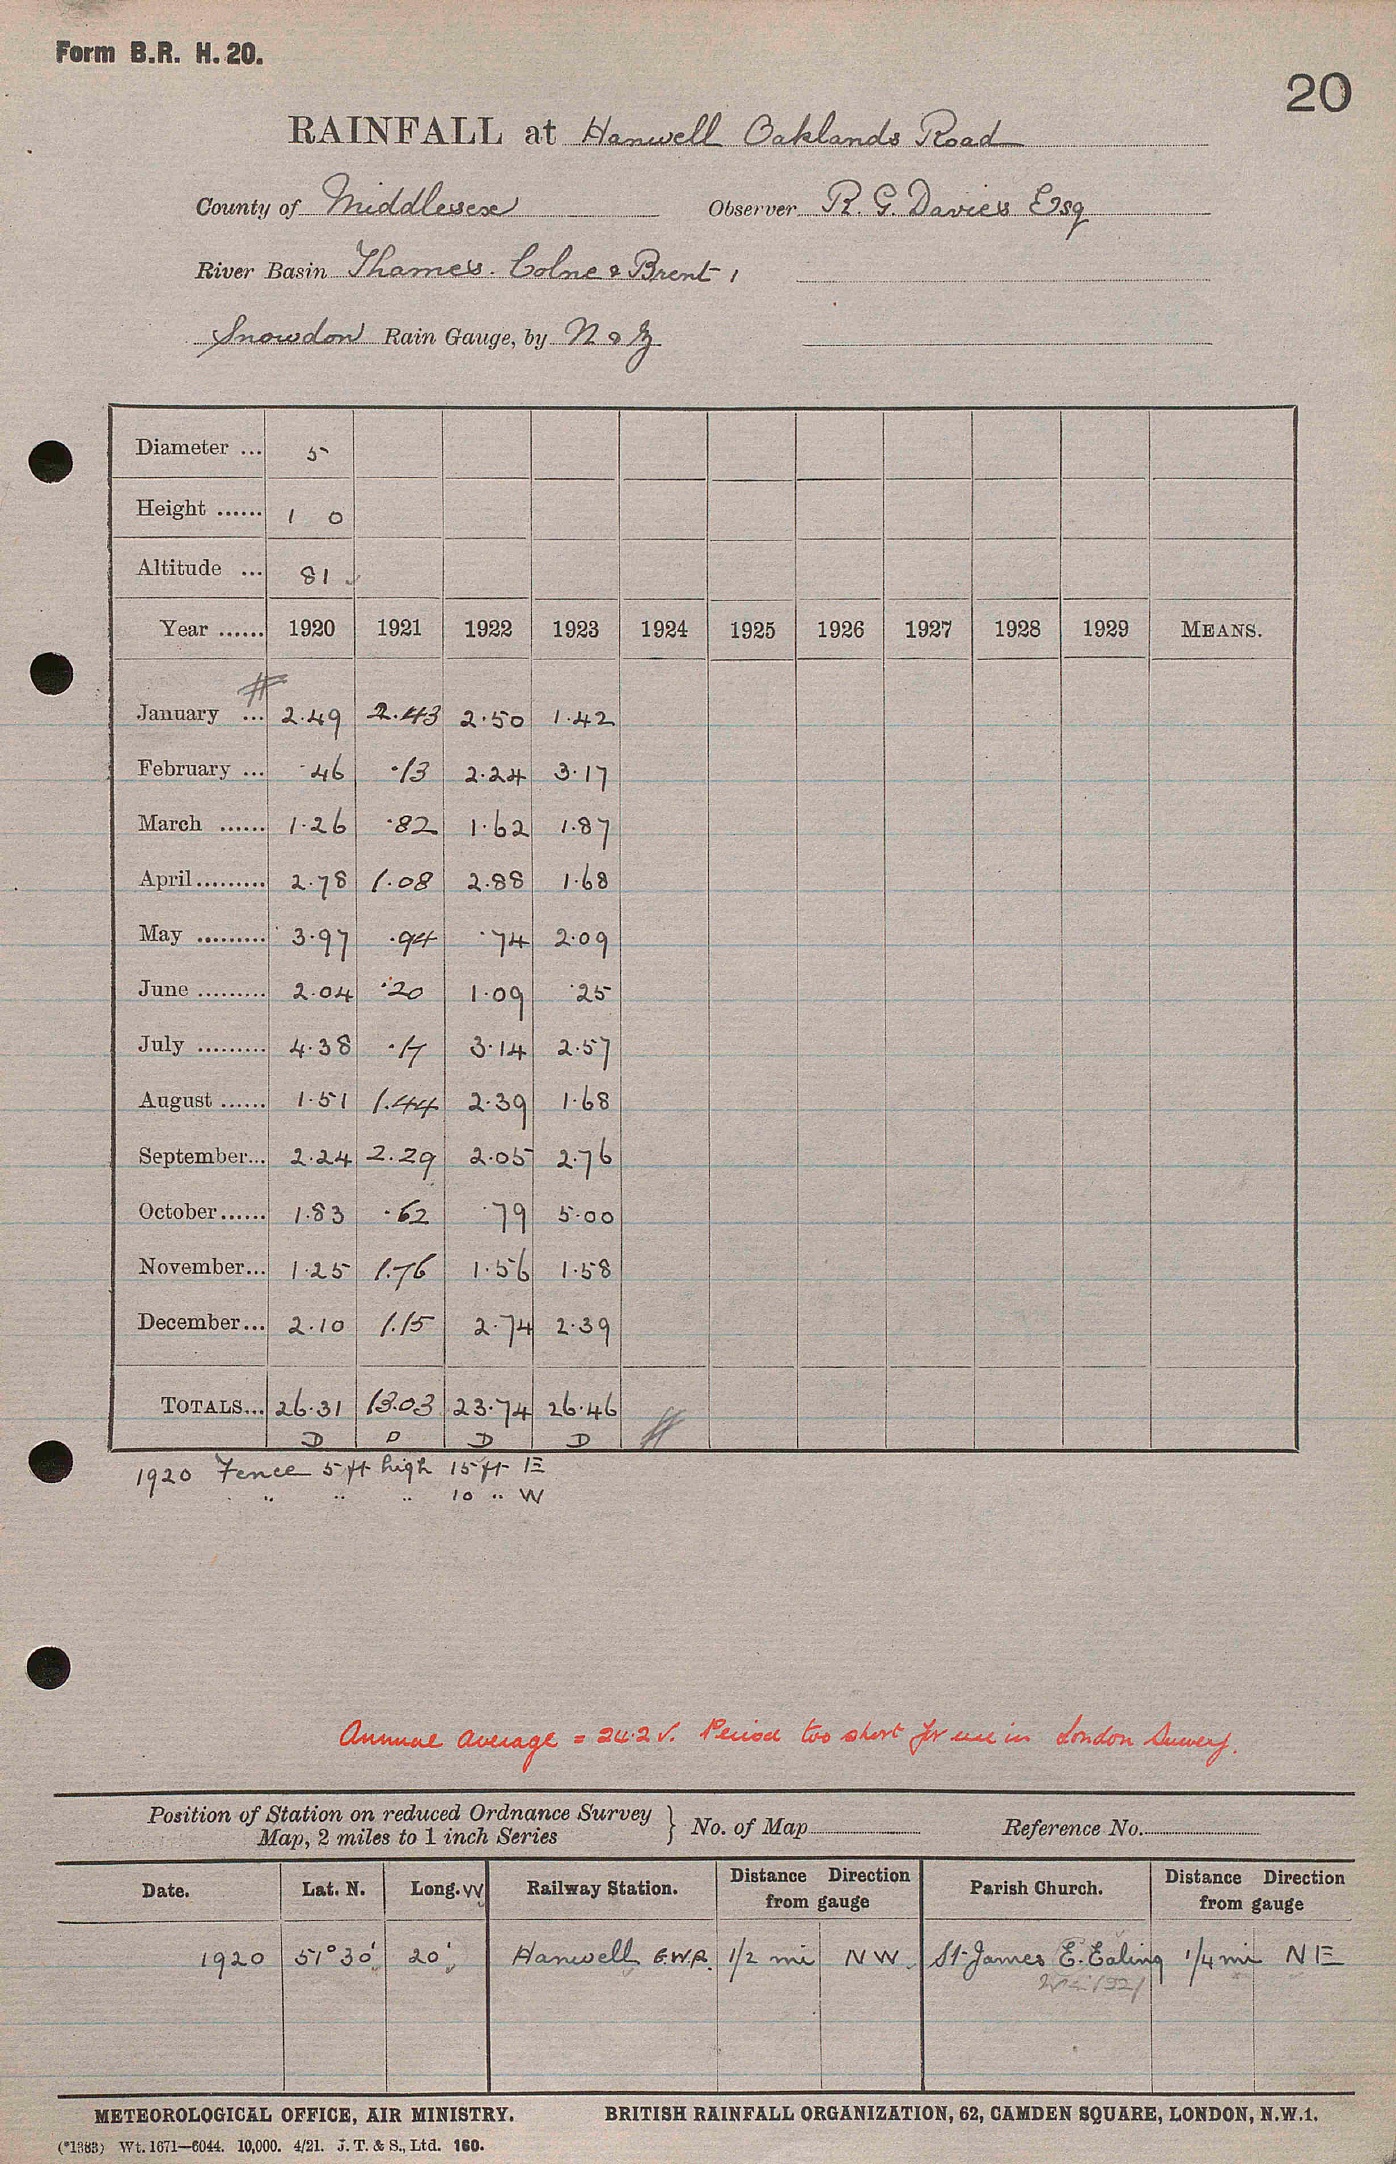 Form B.R. H. 20.
20
RAINFALL at Hanwell Oaklands Road
County of Middlesex Observer R. G. Davies Esq
River Basin Thames. Colne & Brent 1
Snowdon Rain Gauge, by N & Z
Diameter ... 5
Height ...... 1 0
Altitude ... 81
Year ...... 1920 1921 1922 1923 1924 1925 1926 1927 1928 1929 MEANS.
January ... 2.49 2.43 2.50 1.42
February ... .46 .13 2.24 3.17
March ...... 1.26 .82 1.62 1.87
April......... 2.78 1.08 2.88 1.68
May ......... 3.97 .94 .74 2.09
June ......... 2.04 .20 1.09 .25
July ......... 4.38 .17 3.14 2.57
August ...... 1.51 1.44 2.39 1.68
September... 2.24 2.29 2.05 2.76
October...... 1.83 .62 .79 5.00
November... 1.25 1.76 1.56 1.58
December... 2.10 1.15 2.74 2.39
TOTALS... 26.31 13.03 23.74 26.46
D D D D
1920 Fence 5 ft high 15 ft E
" " " 10 " W
Annual average = 24.2 √. Period too short for use in London Survey.
Position of Station on reduced Ordnance Survey Map, 2 miles to 1 inch Series } No. of Map Reference No.
Date. Lat. N. Long. W Railway Station. Distance Direction from gauge Parish Church. Distance Direction from gauge
1920 51° 30' 20' Hanwell G.W.R. 1/2 mi NW St James E. Ealing 1/4 mi NE
METEOROLOGICAL OFFICE, AIR MINISTRY. BRITISH RAINFALL ORGANIZATION, 62, CAMDEN SQUARE, LONDON, N.W.1.
(*1383) Wt. 1671—6044. 10,000. 4/21. J. T. & S., Ltd. 160.